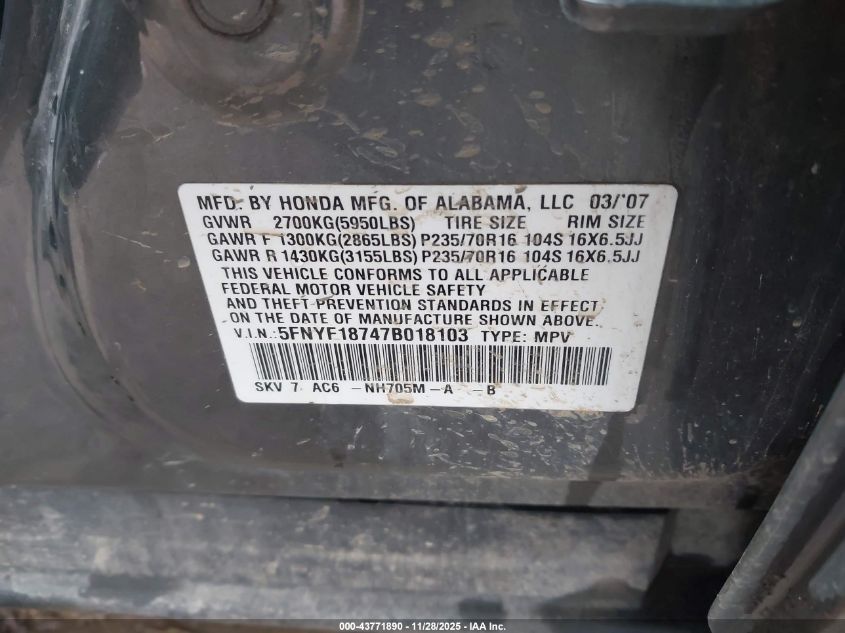 MFD. BY HONDA MFG. OF ALABAMA, LLC 03/'07
GVWR 2700KG(5950LBS) TIRE SIZE RIM SIZE
GAWR F 1300KG(2865LBS) P235/70R16 104S 16X6.5JJ
GAWR R 1430KG(3155LBS) P235/70R16 104S 16X6.5JJ
THIS VEHICLE CONFORMS TO ALL APPLICABLE
FEDERAL MOTOR VEHICLE SAFETY
AND THEFT PREVENTION STANDARDS IN EFFECT
ON THE DATE OF MANUFACTURE SHOWN ABOVE.
V.I.N.: 5FNYF18747B018103 TYPE: MPV
SKV 7 AC6 -NH705M-A -B
000-43771890 - 11/28/2025 - IAA Inc.